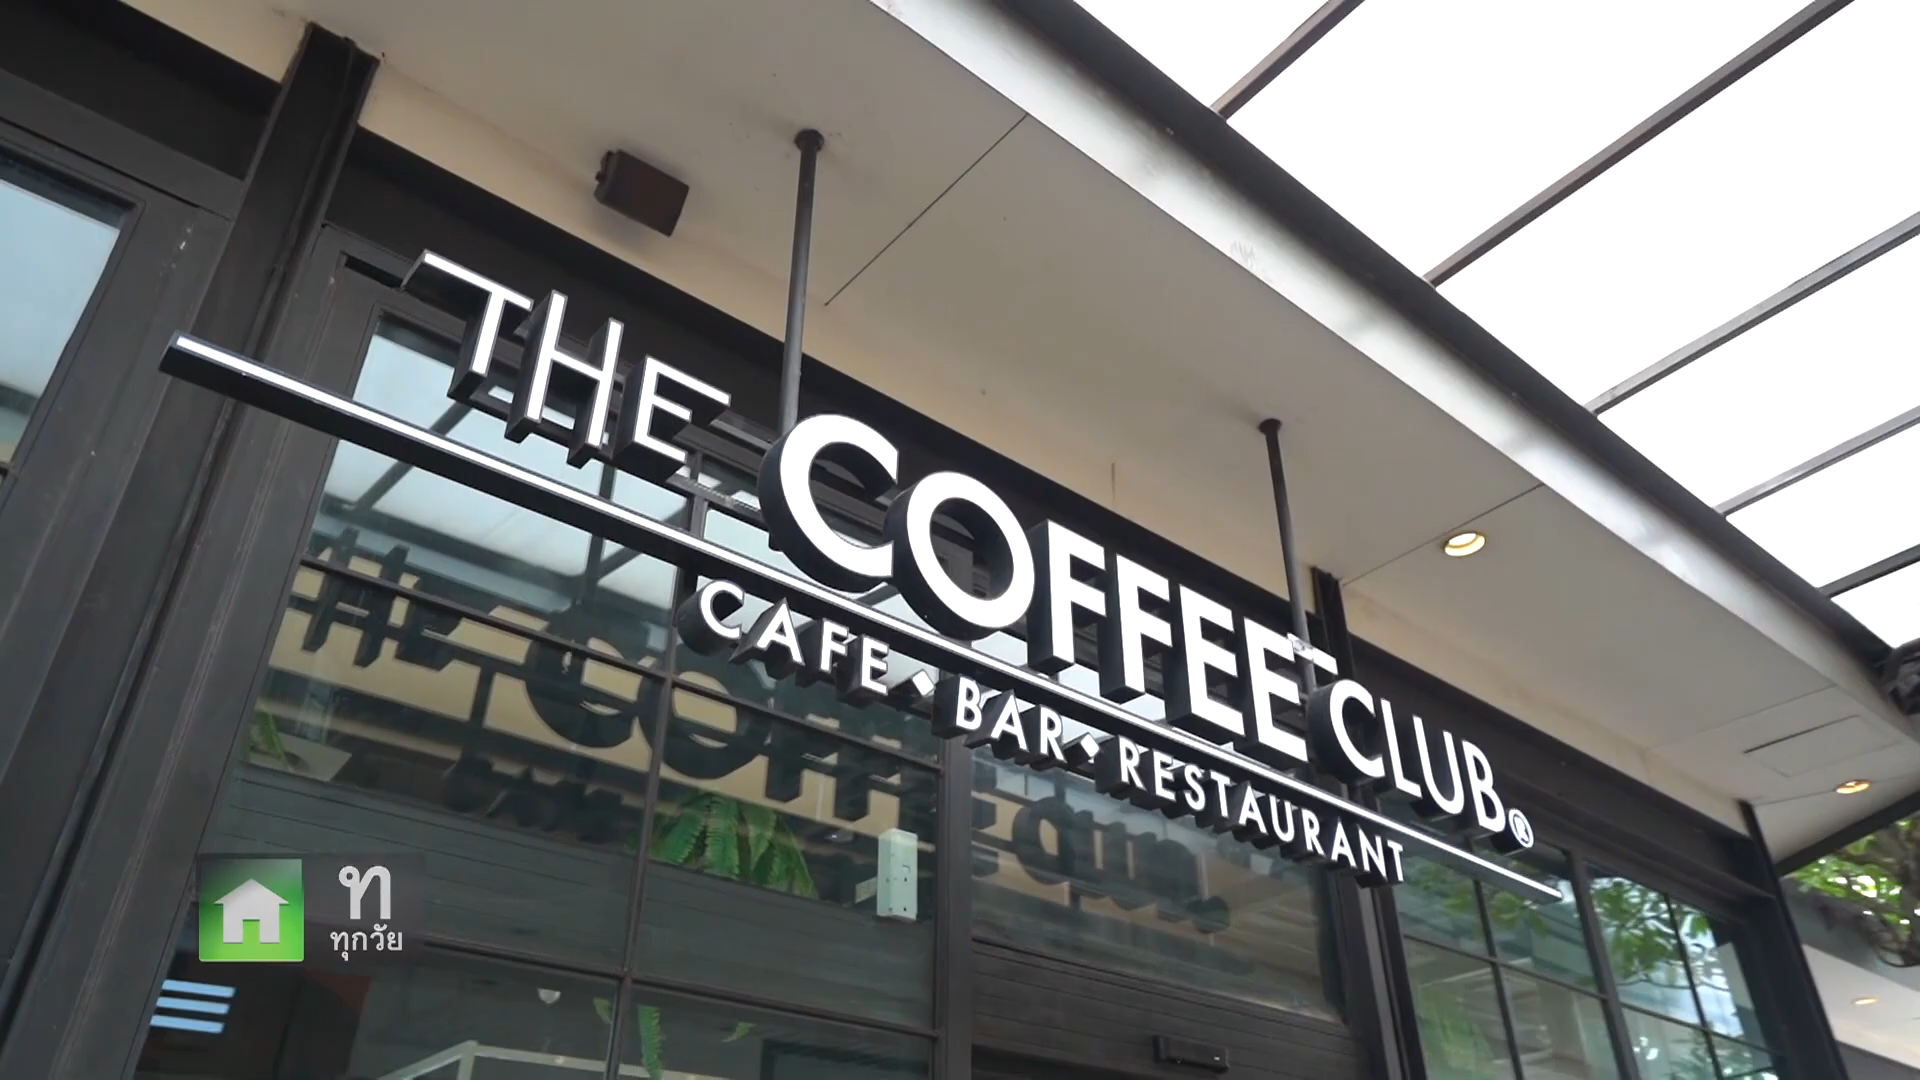 THE COFFEE CLUB®
CAFE · BAR · RESTAURANT
ท
ทุกวัย